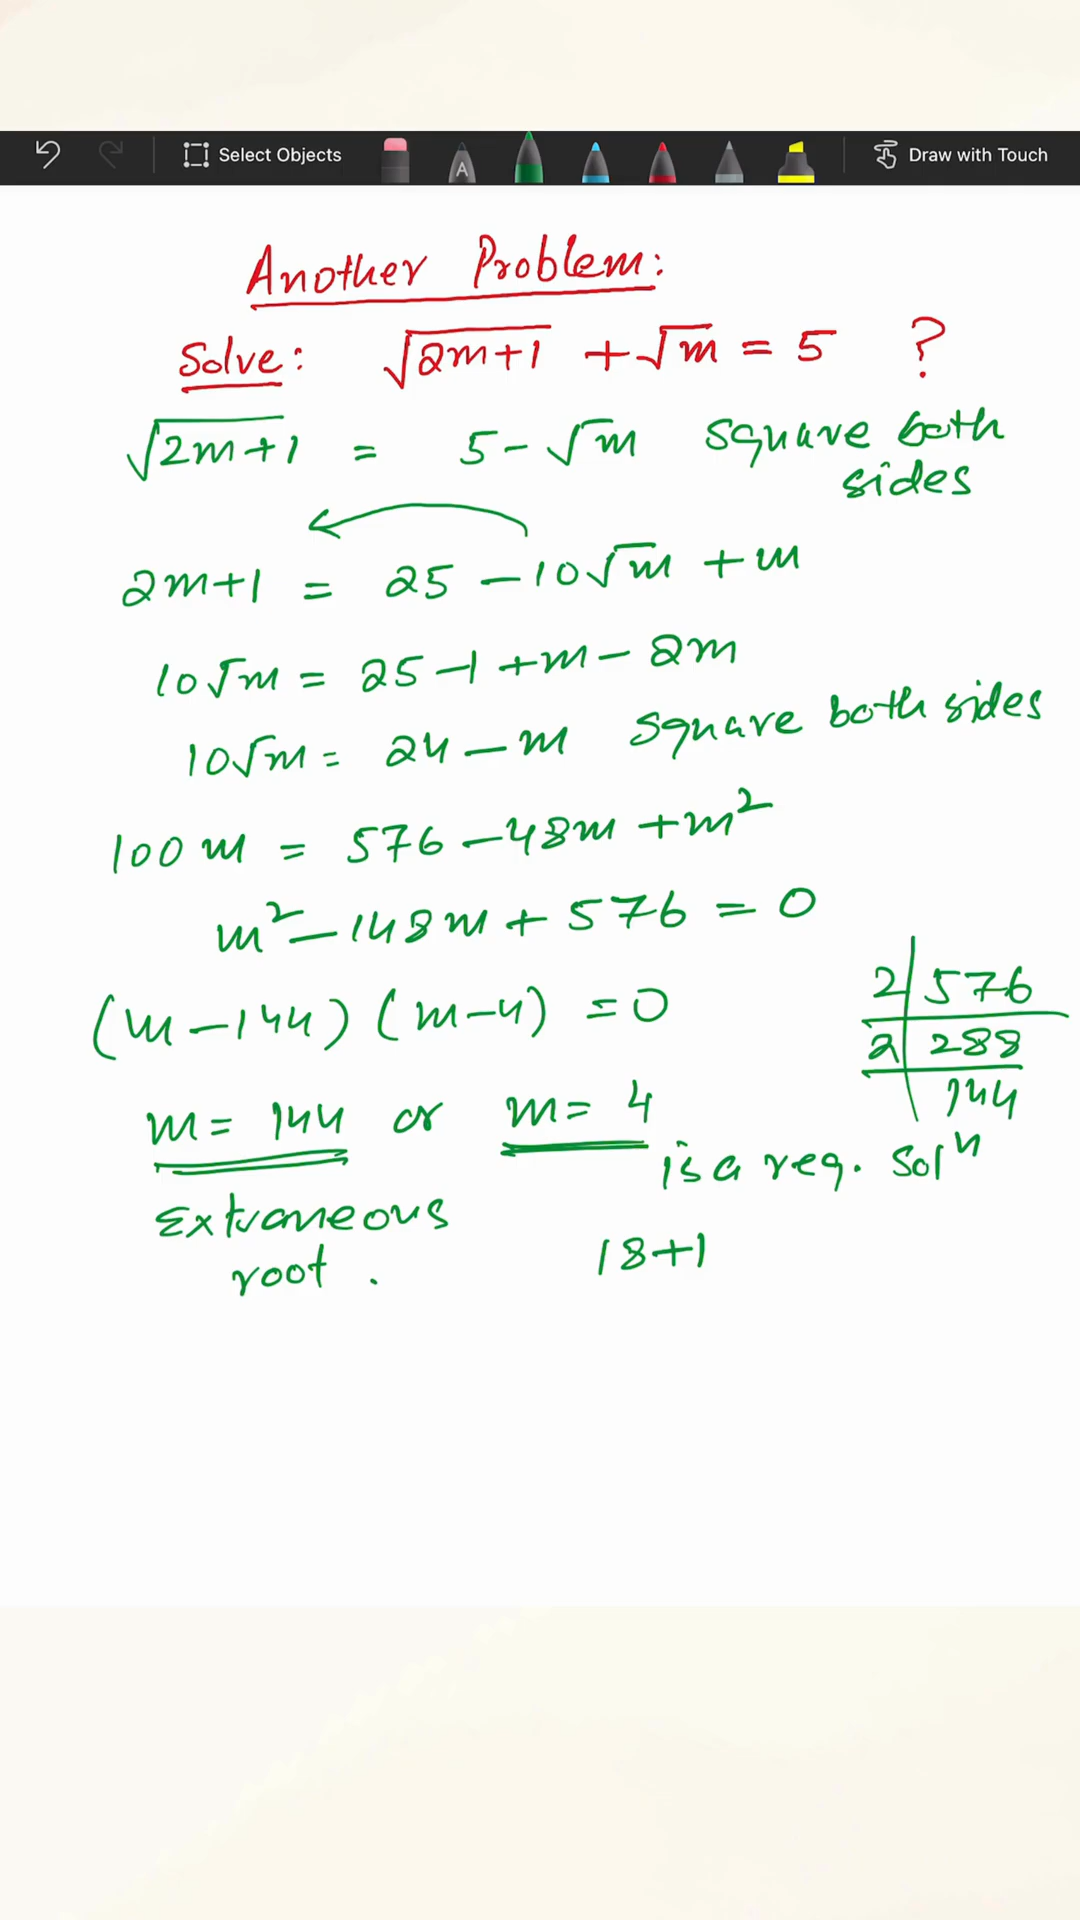 Select Objects
A
Draw with Touch
Another Problem:
Solve: √(2m+1) + √m = 5 ?
√(2m+1) = 5 - √m square both
sides
2m+1 = 25 - 10√m + m
10√m = 25 - 1 + m - 2m
10√m = 24 - m square both sides
100m = 576 - 48m + m²
m² - 148m + 576 = 0
(m - 144) (m - 4) = 0
2 | 576
2 | 288
144
m = 144 or m = 4
is a req. solⁿ
Extraneous
root.
18+1